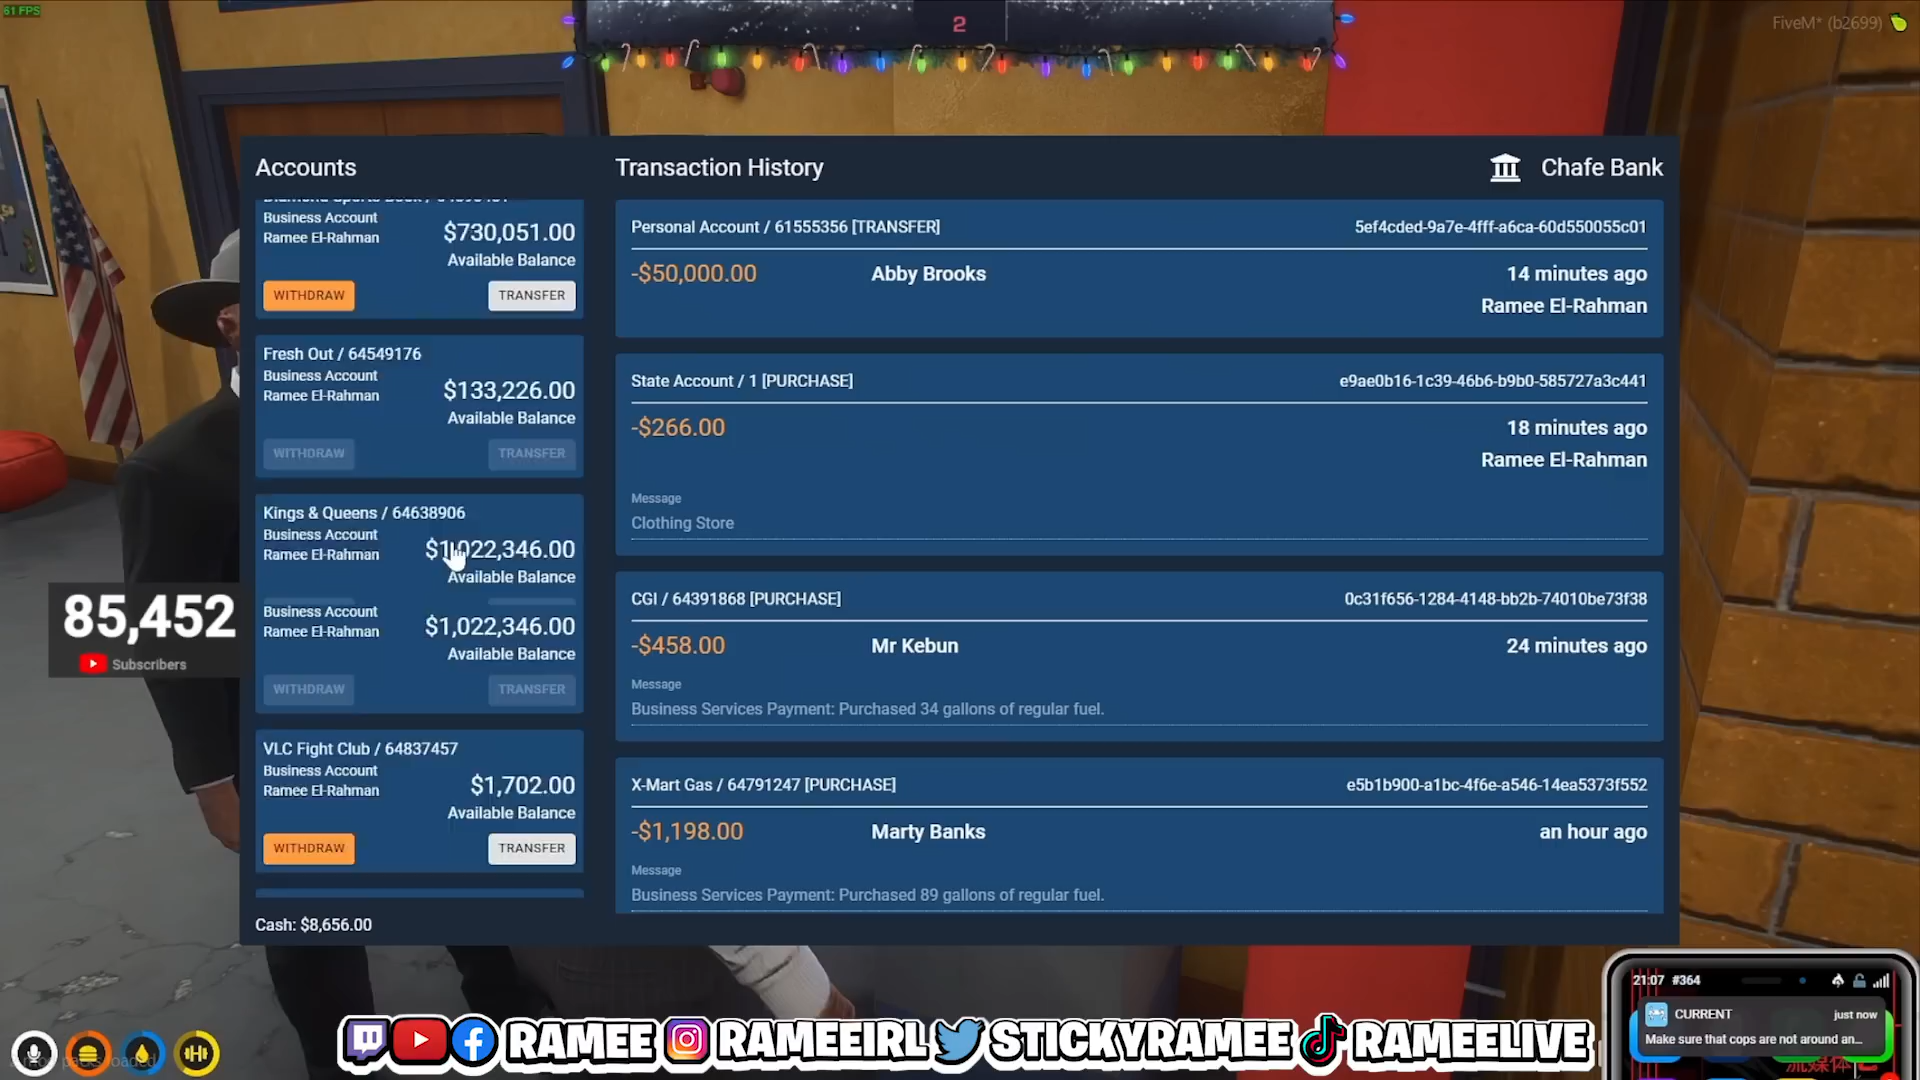 61 FPS
2
FiveM* (b2699)
Accounts
Business Account
Ramee El-Rahman
$730,051.00
Available Balance
WITHDRAW
TRANSFER
Fresh Out / 64549176
Business Account
Ramee El-Rahman
$133,226.00
Available Balance
WITHDRAW
TRANSFER
Kings & Queens / 64638906
Business Account
Ramee El-Rahman
$1,022,346.00
Available Balance
Business Account
Ramee El-Rahman
$1,022,346.00
Available Balance
WITHDRAW
TRANSFER
VLC Fight Club / 64837457
Business Account
Ramee El-Rahman
$1,702.00
Available Balance
WITHDRAW
TRANSFER
Cash: $8,656.00
Transaction History
Chafe Bank
Personal Account / 61555356 [TRANSFER]
5ef4cded-9a7e-4fff-a6ca-60d550055c01
-$50,000.00
Abby Brooks
14 minutes ago
Ramee El-Rahman
State Account / 1 [PURCHASE]
e9ae0b16-1c39-46b6-b9b0-585727a3c441
-$266.00
18 minutes ago
Ramee El-Rahman
Message
Clothing Store
CGI / 64391868 [PURCHASE]
0c31f656-1284-4148-bb2b-74010be73f38
-$458.00
Mr Kebun
24 minutes ago
Message
Business Services Payment: Purchased 34 gallons of regular fuel.
X-Mart Gas / 64791247 [PURCHASE]
e5b1b900-a1bc-4f6e-a546-14ea5373f552
-$1,198.00
Marty Banks
an hour ago
Message
Business Services Payment: Purchased 89 gallons of regular fuel.
85,452
Subscribers
21:07 #364
CURRENT
just now
Make sure that cops are not around an...
RAMEE
RAMEEIRL
STICKYRAMEE
RAMEELIVE